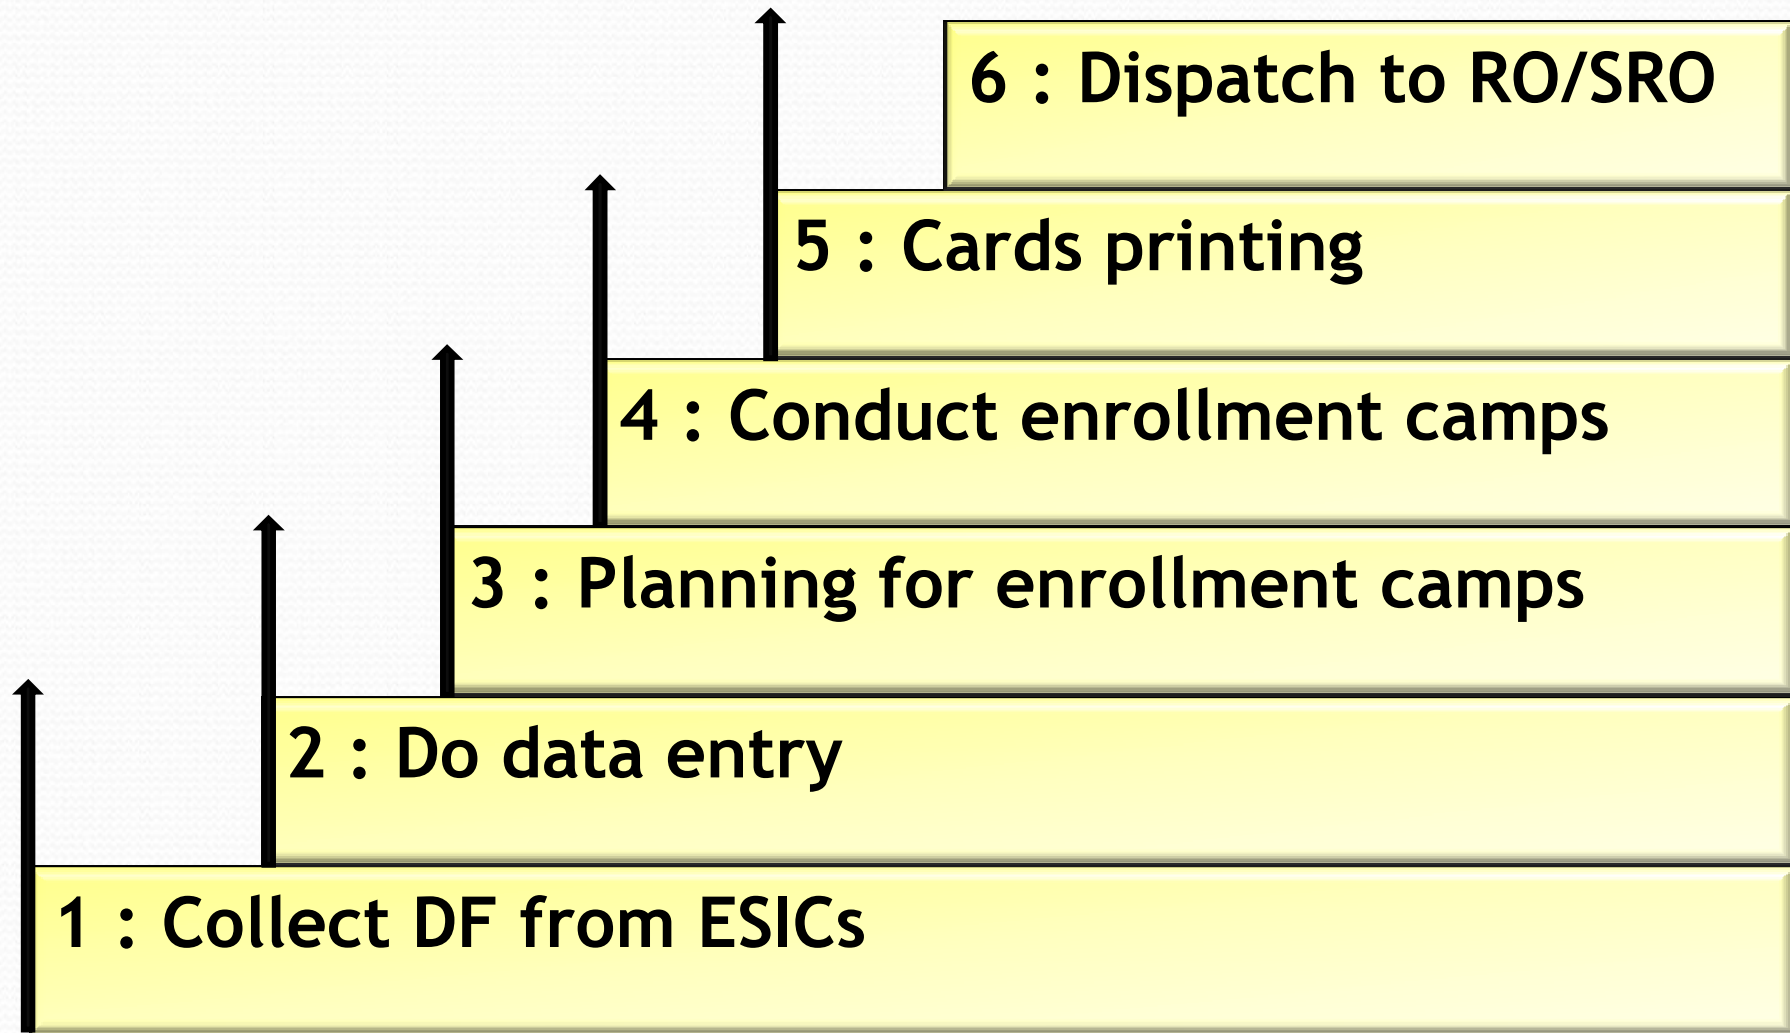 6 : Dispatch to RO/SRO
5 : Cards printing
4 : Conduct enrollment camps
3 : Planning for enrollment camps
2 : Do data entry
1 : Collect DF from ESICs